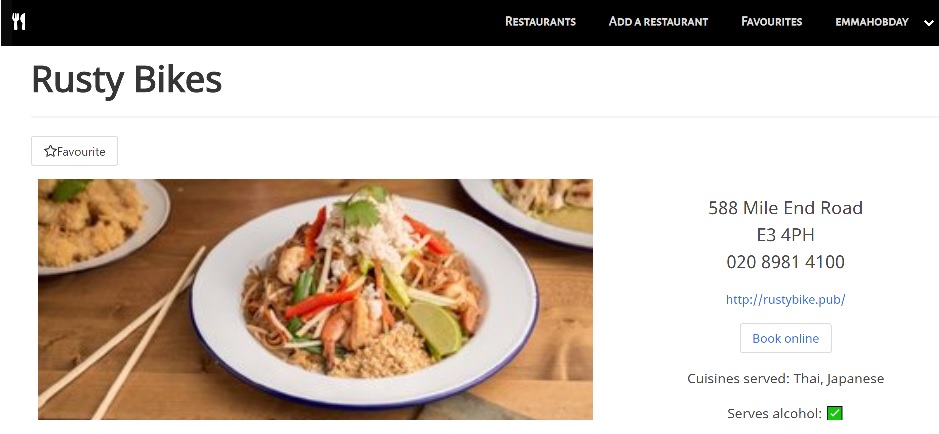 Restaurants Add a restaurant Favourites emmahobday
Rusty Bikes
Favourite
588 Mile End Road
E3 4PH
020 8981 4100
http://rustybike.pub/
Book online
Cuisines served: Thai, Japanese
Serves alcohol: ✅